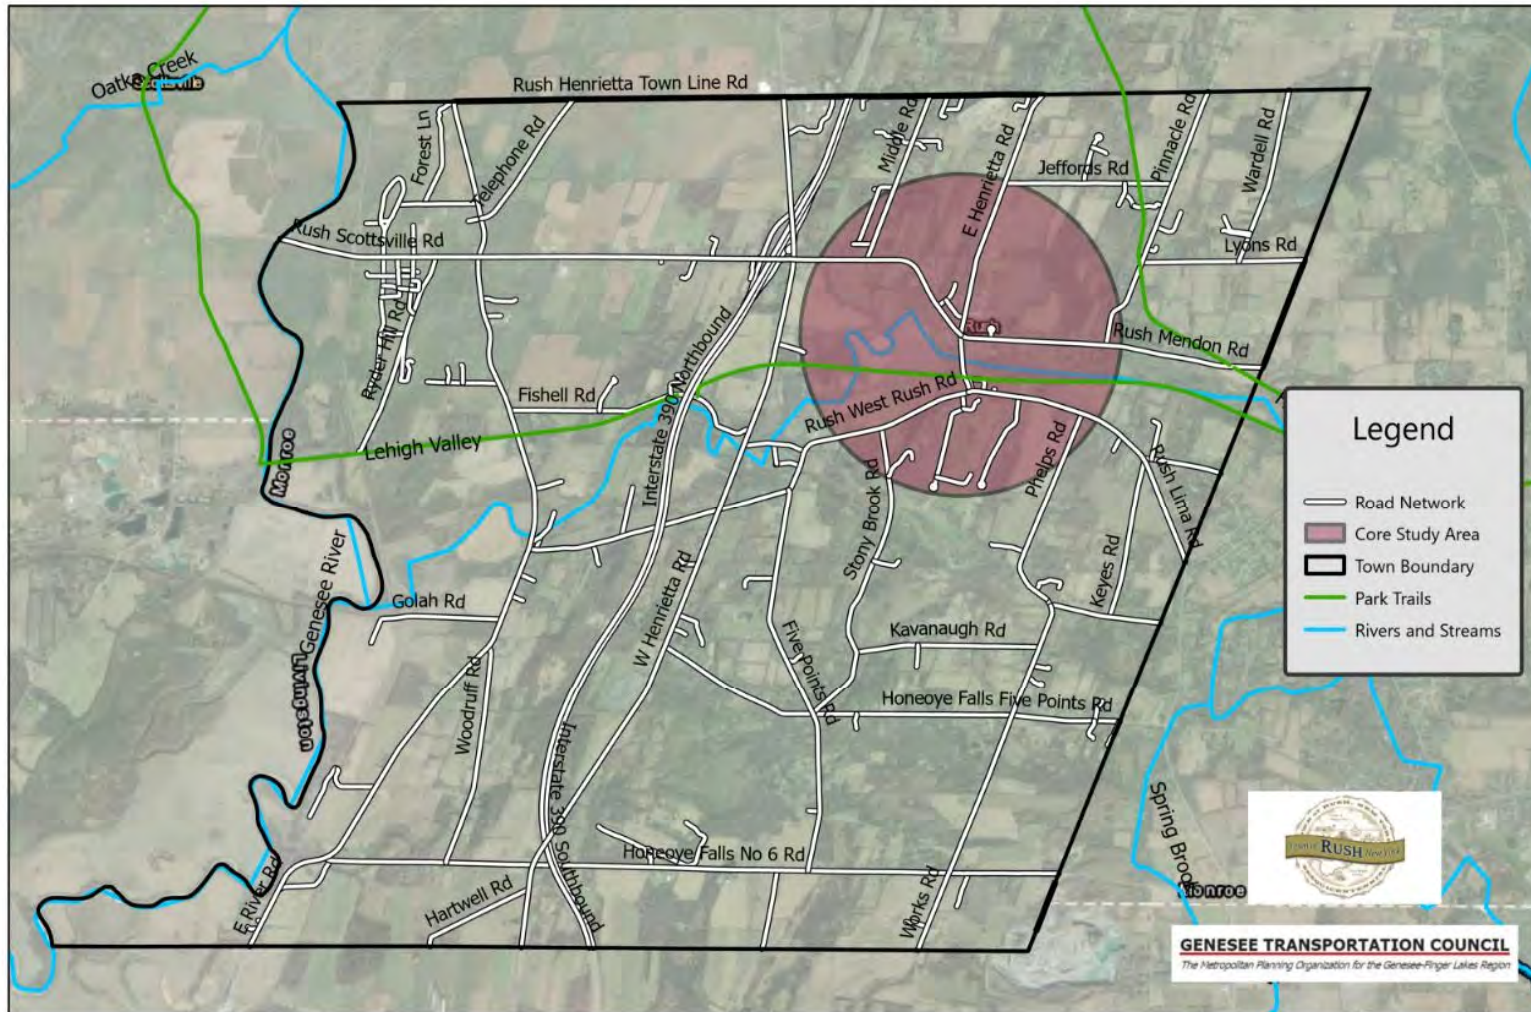 Oatka Creek
Scottsville
Rush Henrietta Town Line Rd
Forest Ln
Telephone Rd
Middle Rd
E Henrietta Rd
Jeffords Rd
Pinnacle Rd
Wardell Rd
Rush Scottsville Rd
Lyons Rd
Ryder Hill Rd
Interstate 390 Northbound
Rush
Rush Mendon Rd
Fishell Rd
Rush West Rush Rd
Lehigh Valley
Monroe
Stony Brook Rd
Phelps Rd
Rush Lima Rd
Genesee River
Golah Rd
W Henrietta Rd
Keyes Rd
Kavanaugh Rd
Five Points Rd
Livingston
Woodruff Rd
Honeoye Falls Five Points Rd
Interstate 390 Southbound
Honeoye Falls No 6 Rd
E River Rd
Hartwell Rd
Works Rd
Spring Brook
Monroe
Legend
Road Network
Core Study Area
Town Boundary
Park Trails
Rivers and Streams
RUSH
GENESEE TRANSPORTATION COUNCIL
The Metropolitan Planning Organization for the Genesee-Finger Lakes Region